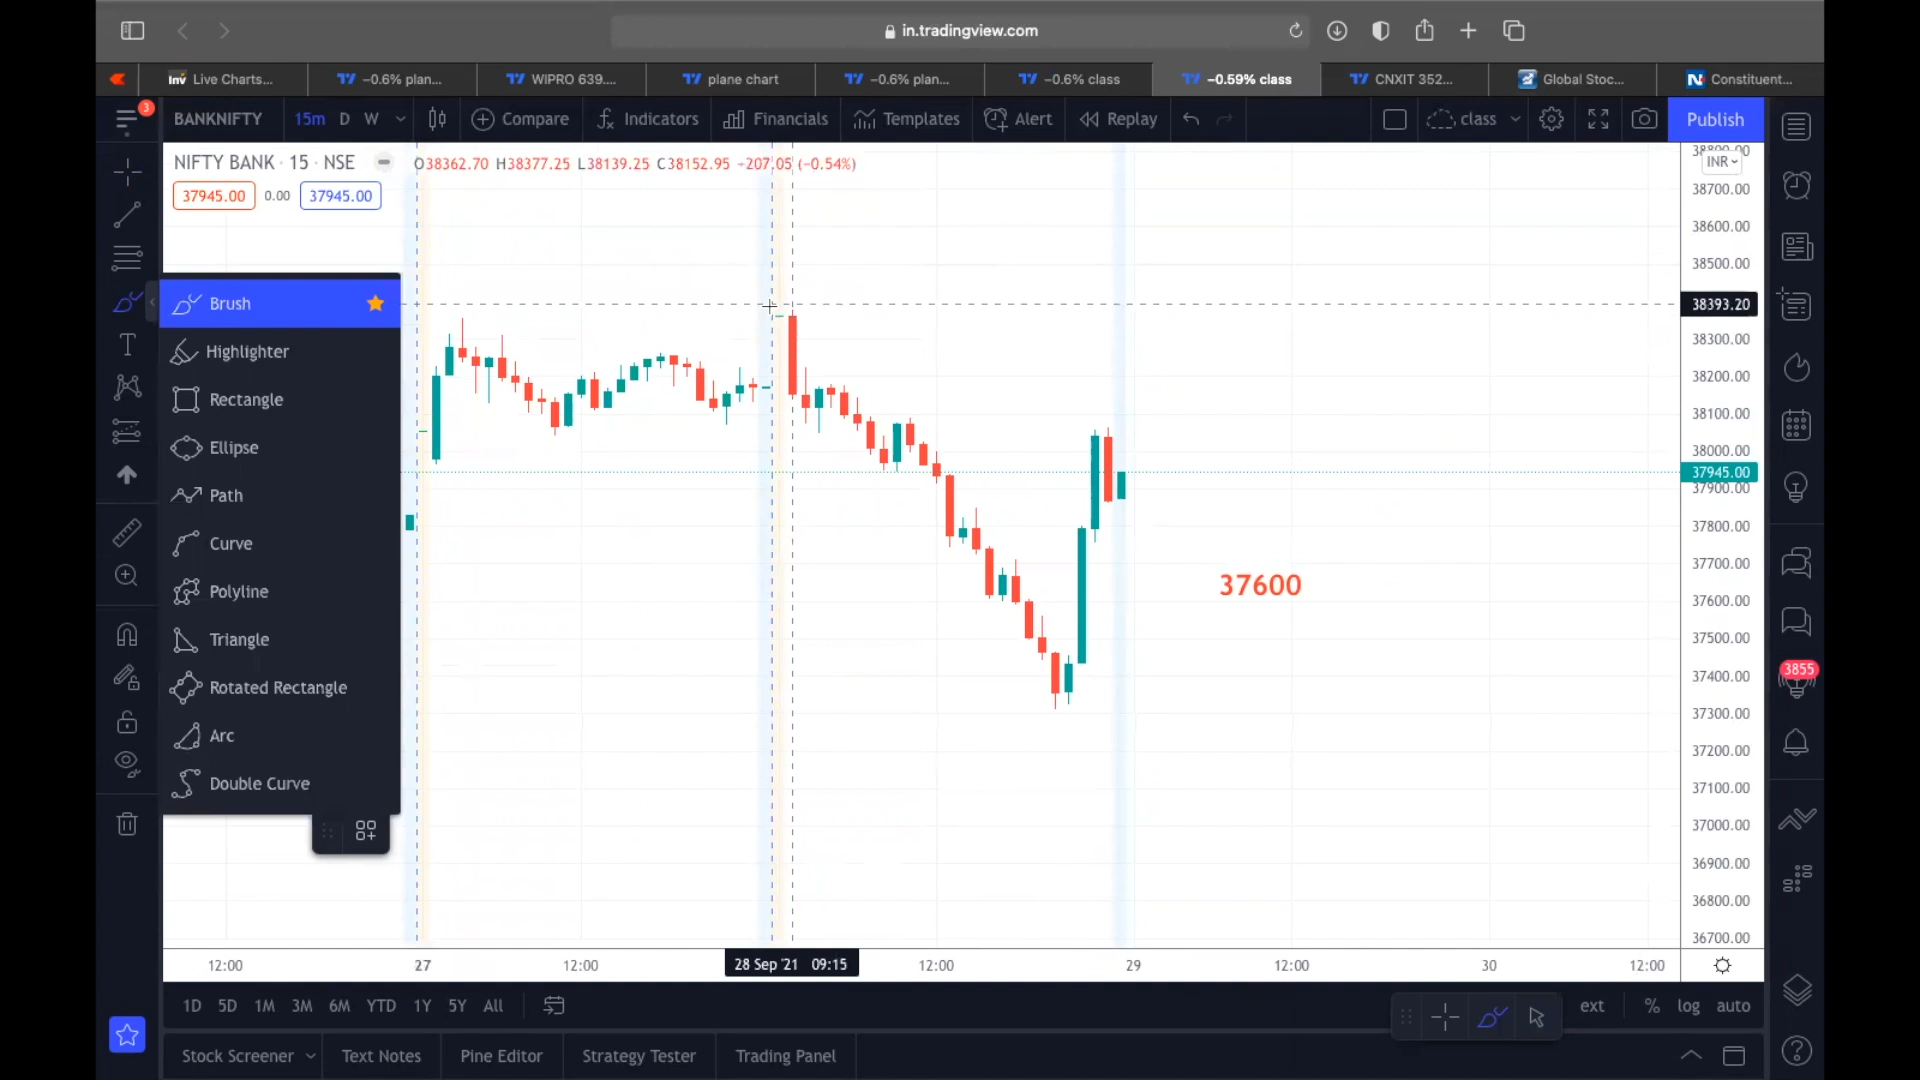 in.tradingview.com
Inv Live Charts...
-0.6% plan...
WIPRO 639....
plane chart
-0.6% plan...
-0.6% class
-0.59% class
CNXIT 352...
Global Stoc...
N Constituent...
3
BANKNIFTY 15m D W Compare Indicators Financials Templates Alert Replay class Publish
NIFTY BANK · 15 · NSE O38362.70 H38377.25 L38139.25 C38152.95 -207.05 (-0.54%)
37945.00 0.00 37945.00
INR
38800.00
38700.00
38600.00
38500.00
38393.20
38300.00
38200.00
38100.00
38000.00
37945.00
37900.00
37800.00
37700.00
37600.00
37500.00
37400.00
37300.00
37200.00
37100.00
37000.00
36900.00
36800.00
36700.00
Brush
Highlighter
Rectangle
Ellipse
Path
Curve
Polyline
Triangle
Rotated Rectangle
Arc
Double Curve
37600
3855
12:00 27 12:00 28 Sep '21 09:15 12:00 29 12:00 30 12:00
1D 5D 1M 3M 6M YTD 1Y 5Y All ext % log auto
Stock Screener Text Notes Pine Editor Strategy Tester Trading Panel